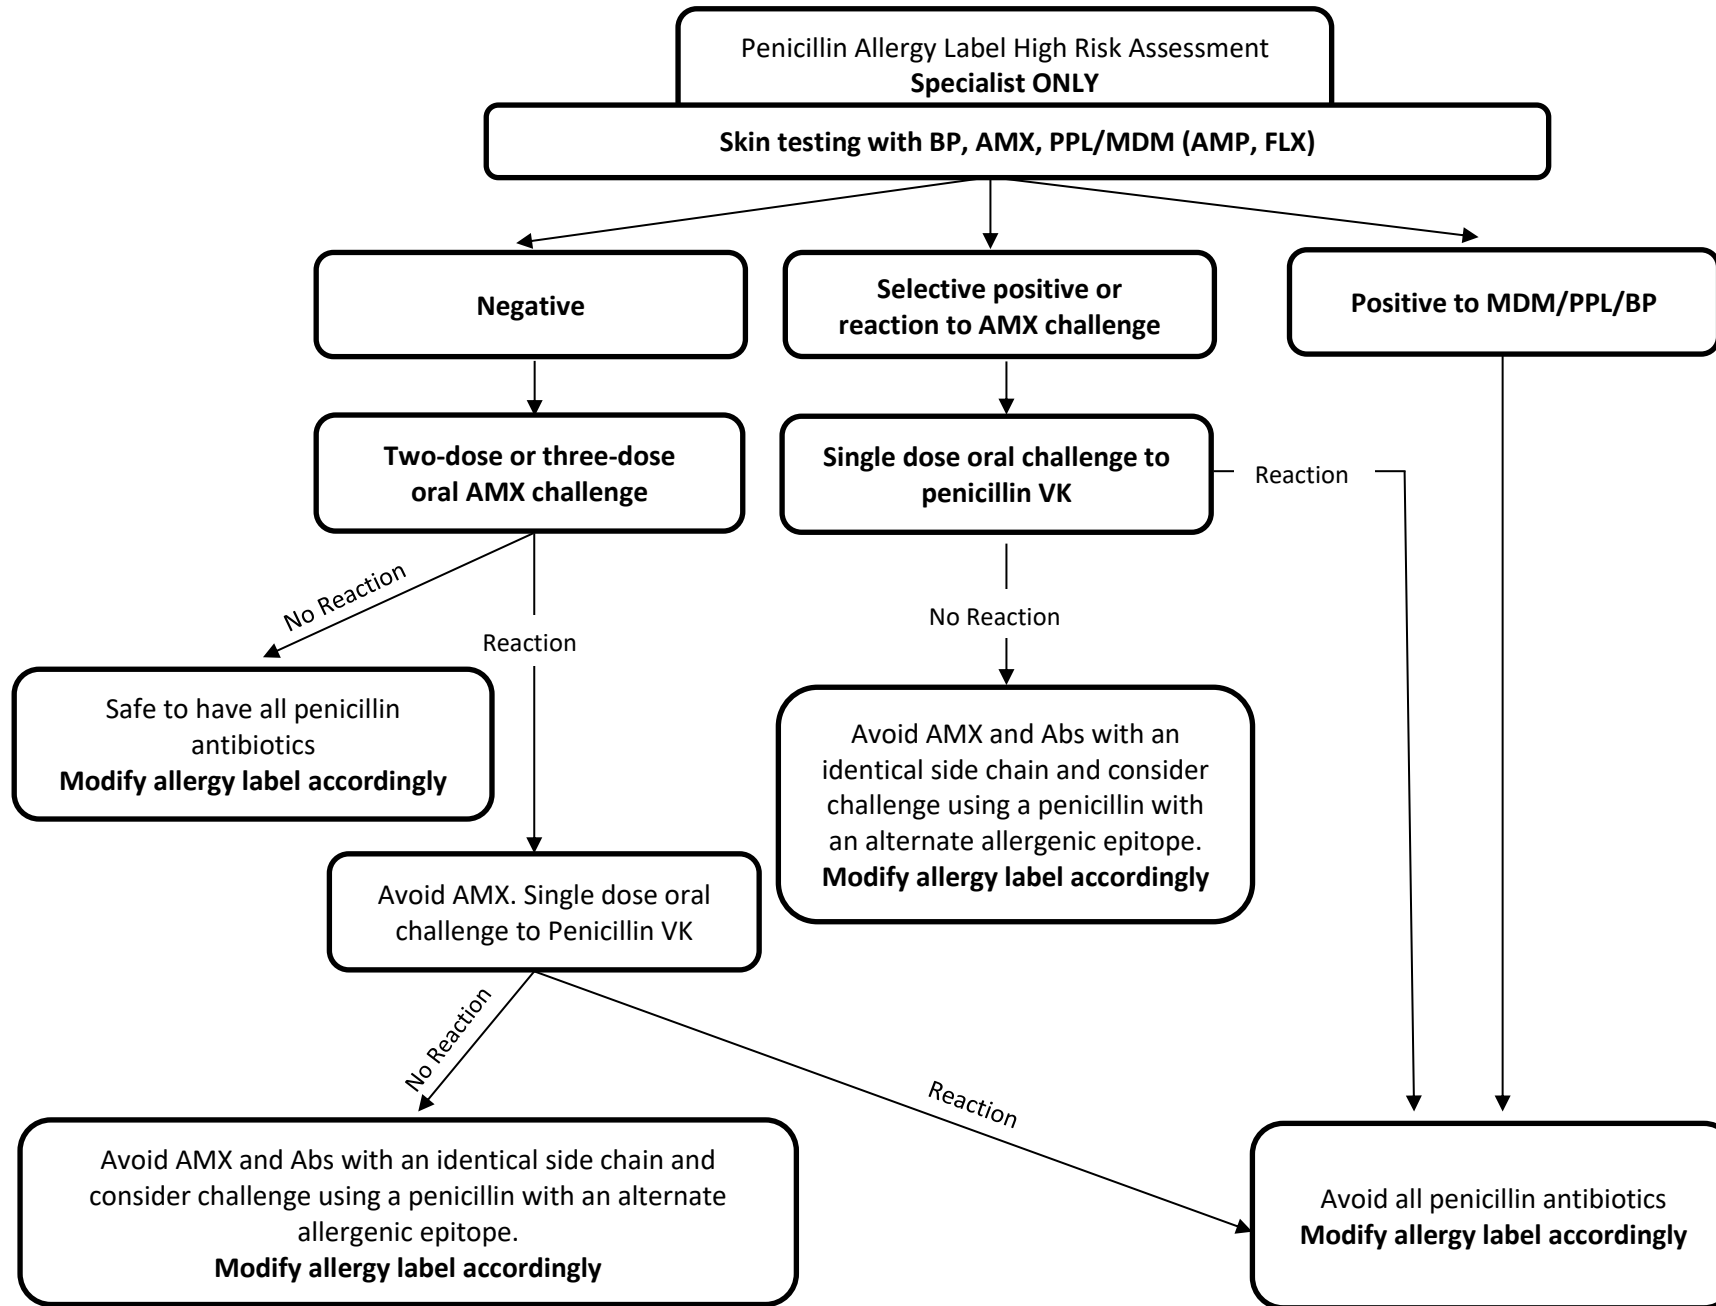 Penicillin Allergy Label High Risk Assessment
Specialist ONLY
Skin testing with BP, AMX, PPL/MDM (AMP, FLX)
Negative
Selective positive or
reaction to AMX challenge
Positive to MDM/PPL/BP
Two-dose or three-dose
oral AMX challenge
Single dose oral challenge to
penicillin VK
Reaction
No Reaction
Reaction
No Reaction
Safe to have all penicillin
antibiotics
Modify allergy label accordingly
Avoid AMX and Abs with an
identical side chain and consider
challenge using a penicillin with
an alternate allergenic epitope.
Modify allergy label accordingly
Avoid AMX. Single dose oral
challenge to Penicillin VK
No Reaction
Reaction
Avoid AMX and Abs with an identical side chain and
consider challenge using a penicillin with an alternate
allergenic epitope.
Modify allergy label accordingly
Avoid all penicillin antibiotics
Modify allergy label accordingly